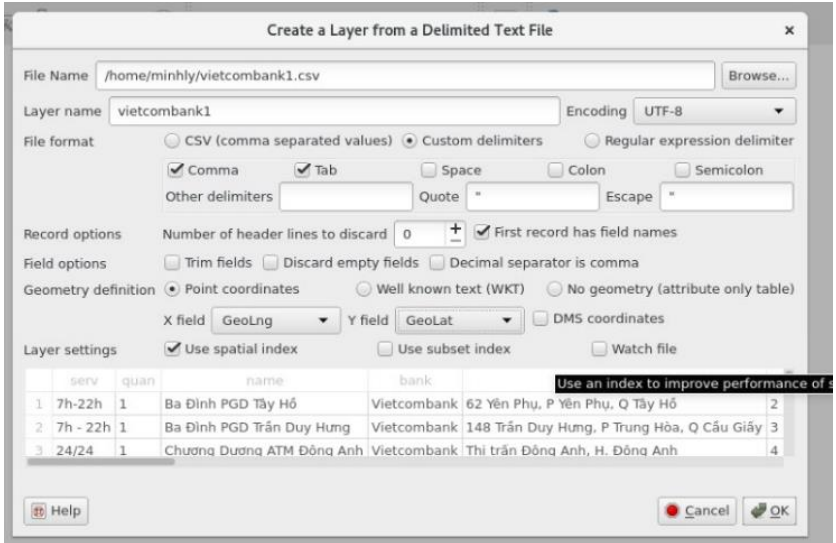 Create a Layer from a Delimited Text File ×
File Name /home/minhly/vietcombank1.csv Browse...
Layer name vietcombank1 Encoding UTF-8
File format CSV (comma separated values) Custom delimiters Regular expression delimiter
Comma Tab Space Colon Semicolon
Other delimiters Quote " Escape "
Record options Number of header lines to discard 0 + − First record has field names
Field options Trim fields Discard empty fields Decimal separator is comma
Geometry definition Point coordinates Well known text (WKT) No geometry (attribute only table)
X field GeoLng Y field GeoLat DMS coordinates
Layer settings Use spatial index Use subset index Watch file
serv quan name bank
Use an index to improve performance of s
1 7h-22h 1 Ba Đình PGD Tây Hồ Vietcombank 62 Yên Phụ, P Yên Phụ, Q Tây Hồ 2
2 7h - 22h 1 Ba Đình PGD Trần Duy Hưng Vietcombank 148 Trần Duy Hưng, P Trung Hòa, Q Cầu Giấy 3
3 24/24 1 Chương Dương ATM Đông Anh Vietcombank Thị trấn Đông Anh, H. Đông Anh 4
Help Cancel OK